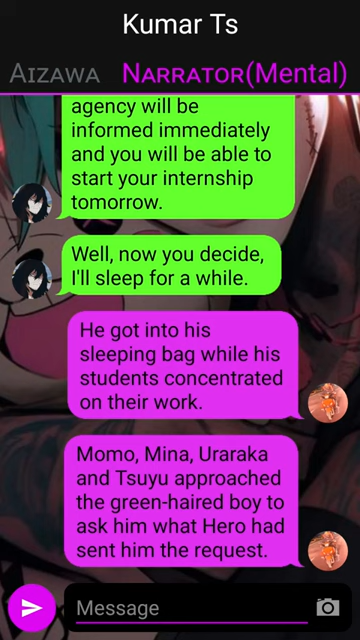 Kumar Ts
AIZAWA NARRATOR(MENTAL)
agency will be
informed immediately
and you will be able to
start your internship
tomorrow.
Well, now you decide,
I'll sleep for a while.
He got into his
sleeping bag while his
students concentrated
on their work.
Momo, Mina, Uraraka
and Tsuyu approached
the green-haired boy to
ask him what Hero had
sent him the request.
Message